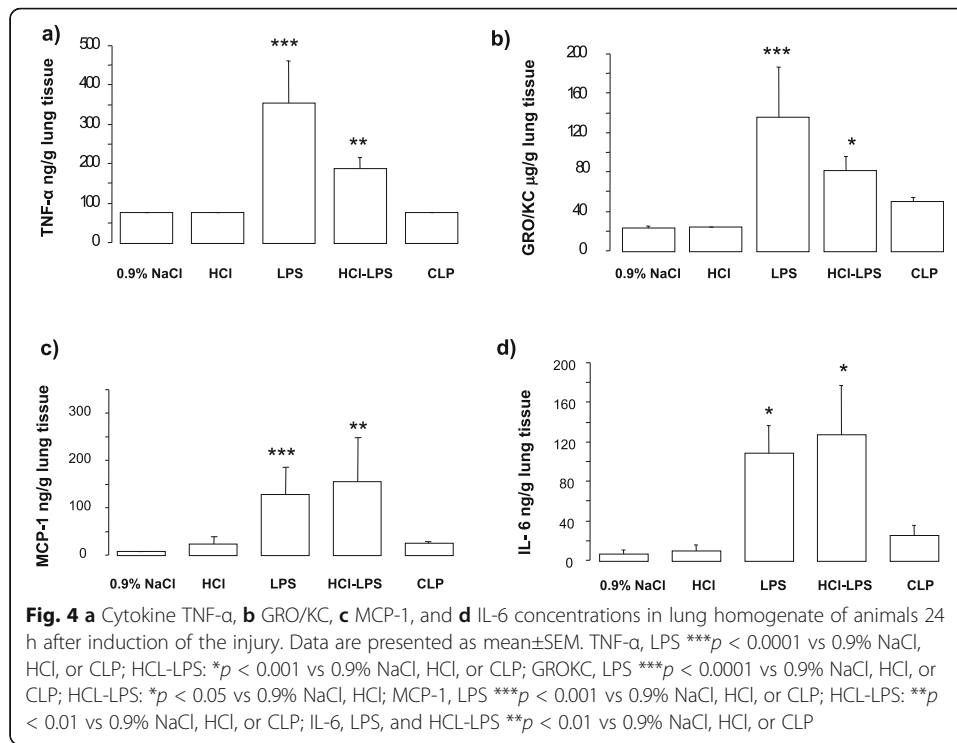 a)
500
400
300
200
100
0
TNF-α ng/g lung tissue
***
**
0.9% NaCl HCl LPS HCl-LPS CLP
b)
200
160
120
80
40
0
GRO/KC µg/g lung tissue
***
*
0.9% NaCl HCl LPS HCl-LPS CLP
c)
300
200
100
0
MCP-1 ng/g lung tissue
***
**
0.9% NaCl HCl LPS HCl-LPS CLP
d)
200
160
120
80
40
0
IL- 6 ng/g lung tissue
*
*
0.9% NaCl HCl LPS HCl-LPS CLP
Fig. 4 a Cytokine TNF-α, b GRO/KC, c MCP-1, and d IL-6 concentrations in lung homogenate of animals 24
h after induction of the injury. Data are presented as mean±SEM. TNF-α, LPS ***p < 0.0001 vs 0.9% NaCl,
HCl, or CLP; HCL-LPS: *p < 0.001 vs 0.9% NaCl, HCl, or CLP; GROKC, LPS ***p < 0.0001 vs 0.9% NaCl, HCl, or
CLP; HCL-LPS: *p < 0.05 vs 0.9% NaCl, HCl; MCP-1, LPS ***p < 0.001 vs 0.9% NaCl, HCl, or CLP; HCL-LPS: **p
< 0.01 vs 0.9% NaCl, HCl, or CLP; IL-6, LPS, and HCL-LPS **p < 0.01 vs 0.9% NaCl, HCl, or CLP